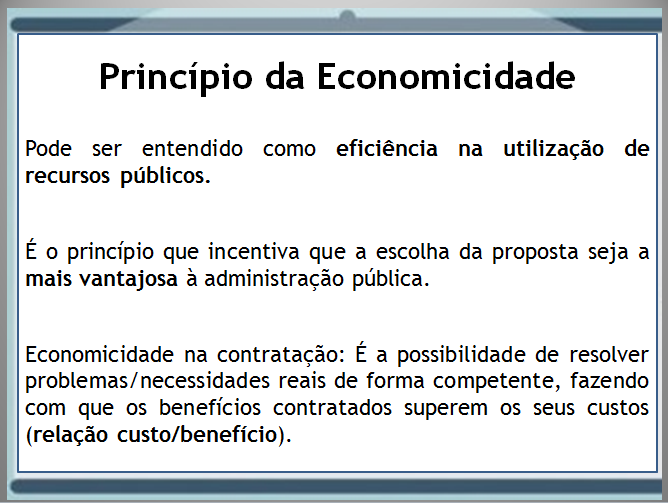 Princípio da Economicidade
Pode ser entendido como eficiência na utilização de
recursos públicos.
É o princípio que incentiva que a escolha da proposta seja a
mais vantajosa à administração pública.
Economicidade na contratação: É a possibilidade de resolver
problemas/necessidades reais de forma competente, fazendo
com que os benefícios contratados superem os seus custos
(relação custo/benefício).